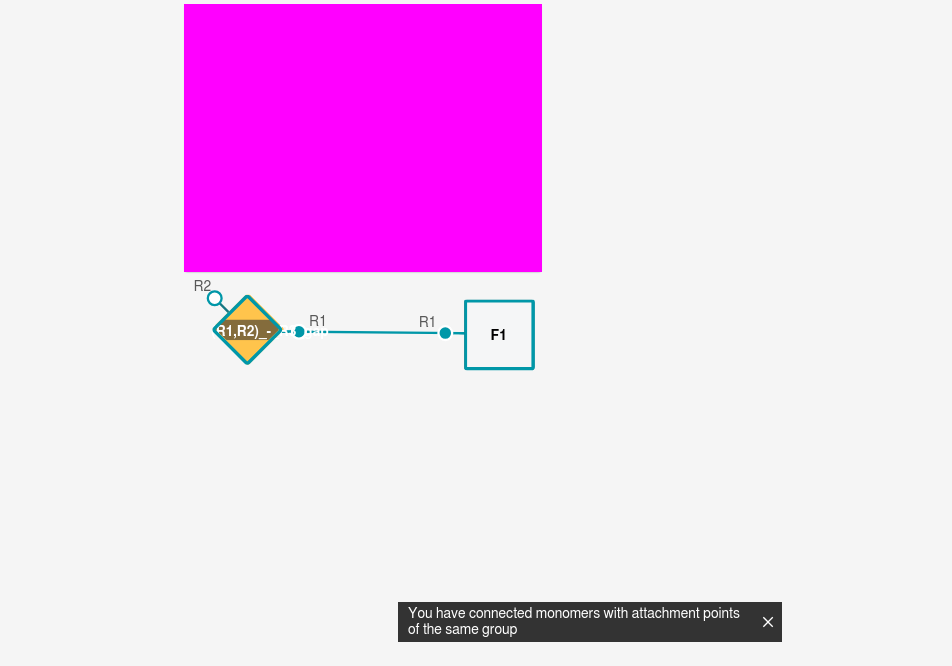 R2
R1,R2)_-
R1
R1
F1
You have connected monomers with attachment points
of the same group